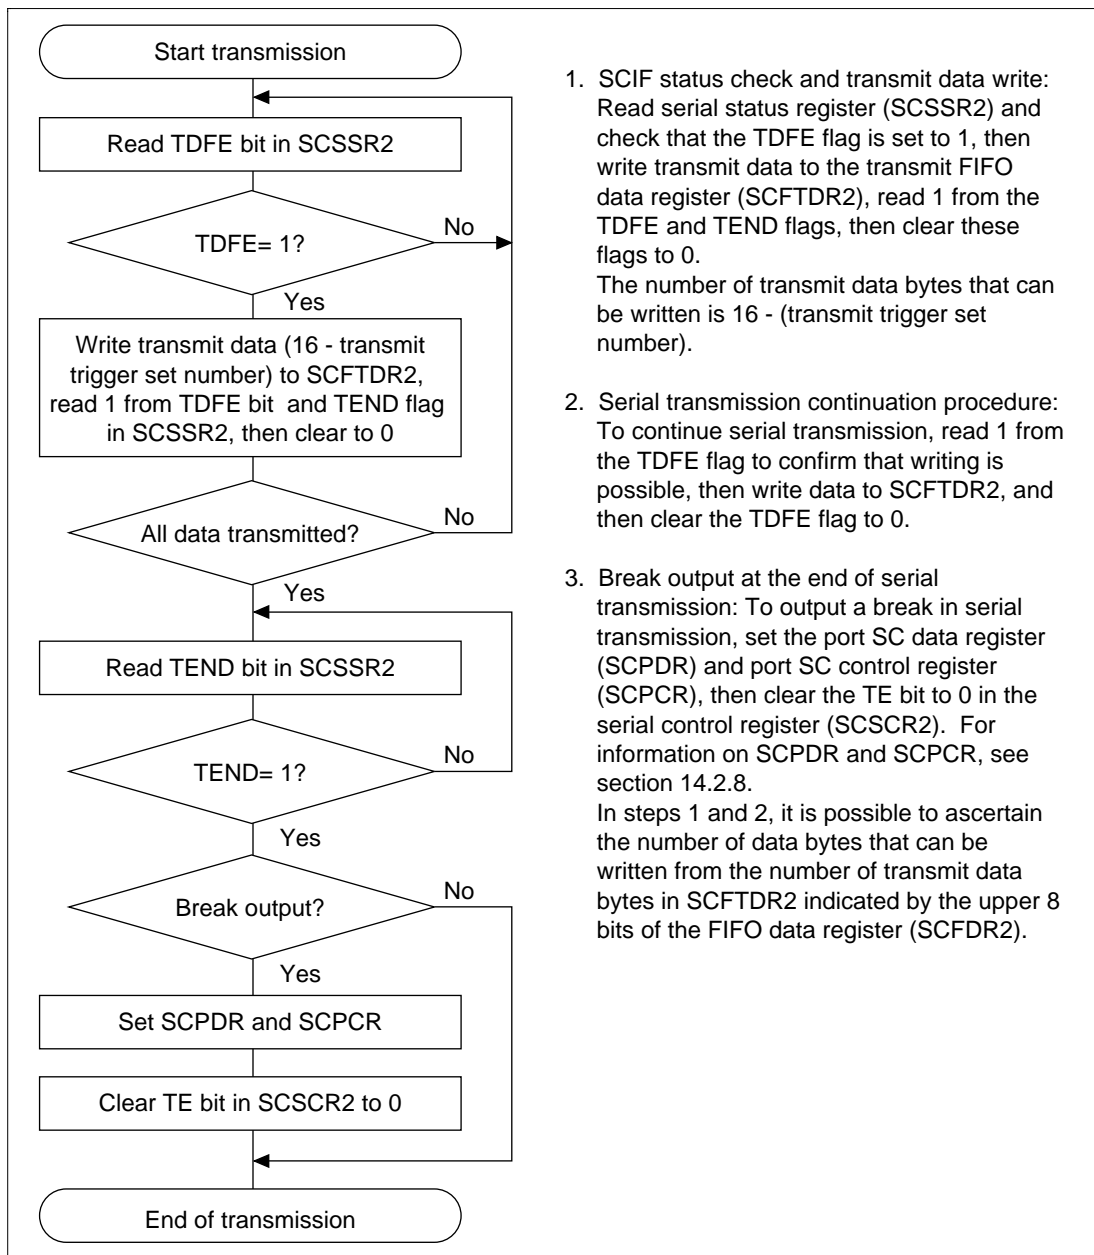 Start transmission
Read TDFE bit in SCSSR2
TDFE= 1?
No
Yes
Write transmit data (16 - transmit
trigger set number) to SCFTDR2,
read 1 from TDFE bit  and TEND flag
in SCSSR2, then clear to 0
All data transmitted?
No
Yes
Read TEND bit in SCSSR2
TEND= 1?
No
Yes
Break output?
No
Yes
Set SCPDR and SCPCR
Clear TE bit in SCSCR2 to 0
End of transmission
1. SCIF status check and transmit data write:
Read serial status register (SCSSR2) and
check that the TDFE flag is set to 1, then
write transmit data to the transmit FIFO
data register (SCFTDR2), read 1 from the
TDFE and TEND flags, then clear these
flags to 0.
The number of transmit data bytes that can
be written is 16 - (transmit trigger set
number).
2. Serial transmission continuation procedure:
To continue serial transmission, read 1 from
the TDFE flag to confirm that writing is
possible, then write data to SCFTDR2, and
then clear the TDFE flag to 0.
3. Break output at the end of serial
transmission: To output a break in serial
transmission, set the port SC data register
(SCPDR) and port SC control register
(SCPCR), then clear the TE bit to 0 in the
serial control register (SCSCR2).  For
information on SCPDR and SCPCR, see
section 14.2.8.
In steps 1 and 2, it is possible to ascertain
the number of data bytes that can be
written from the number of transmit data
bytes in SCFTDR2 indicated by the upper 8
bits of the FIFO data register (SCFDR2).